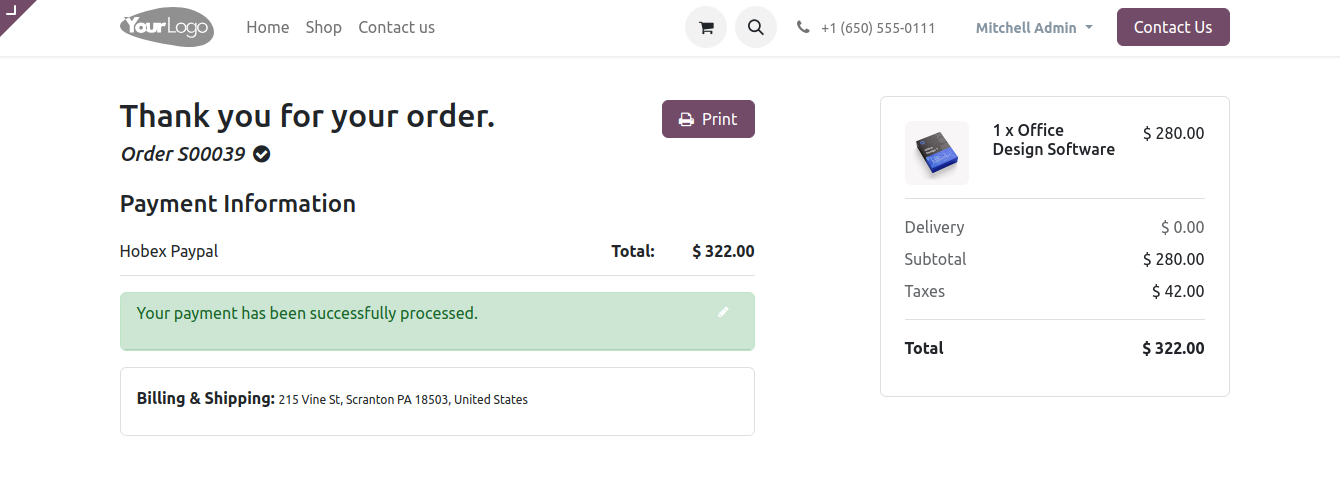 YourLogo
Home Shop Contact us
+1 (650) 555-0111
Mitchell Admin
Contact Us
Thank you for your order.
Print
Order S00039
Payment Information
Hobex Paypal Total: $ 322.00
Your payment has been successfully processed.
Billing & Shipping: 215 Vine St, Scranton PA 18503, United States
1 x Office $ 280.00
Design Software
Delivery $ 0.00
Subtotal $ 280.00
Taxes $ 42.00
Total $ 322.00